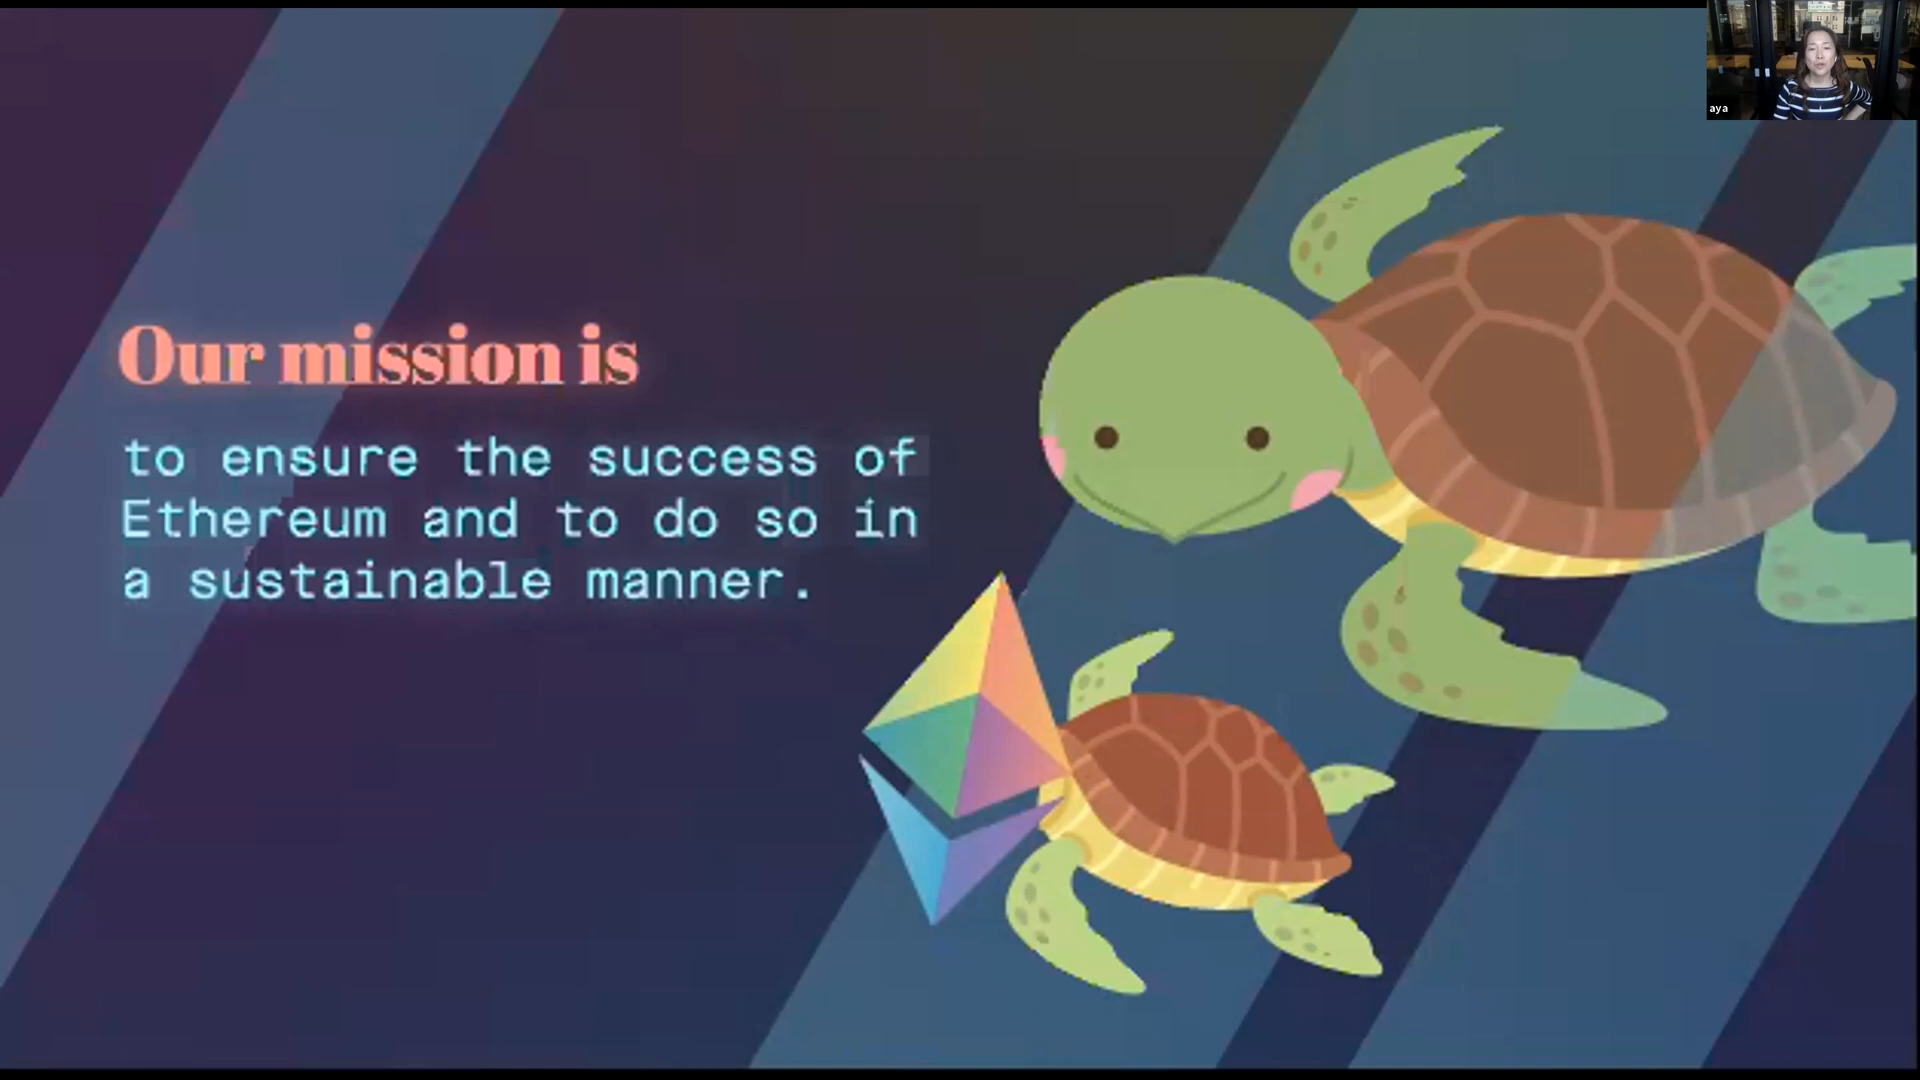 aya
Our mission is
to ensure the success of
Ethereum and to do so in
a sustainable manner.